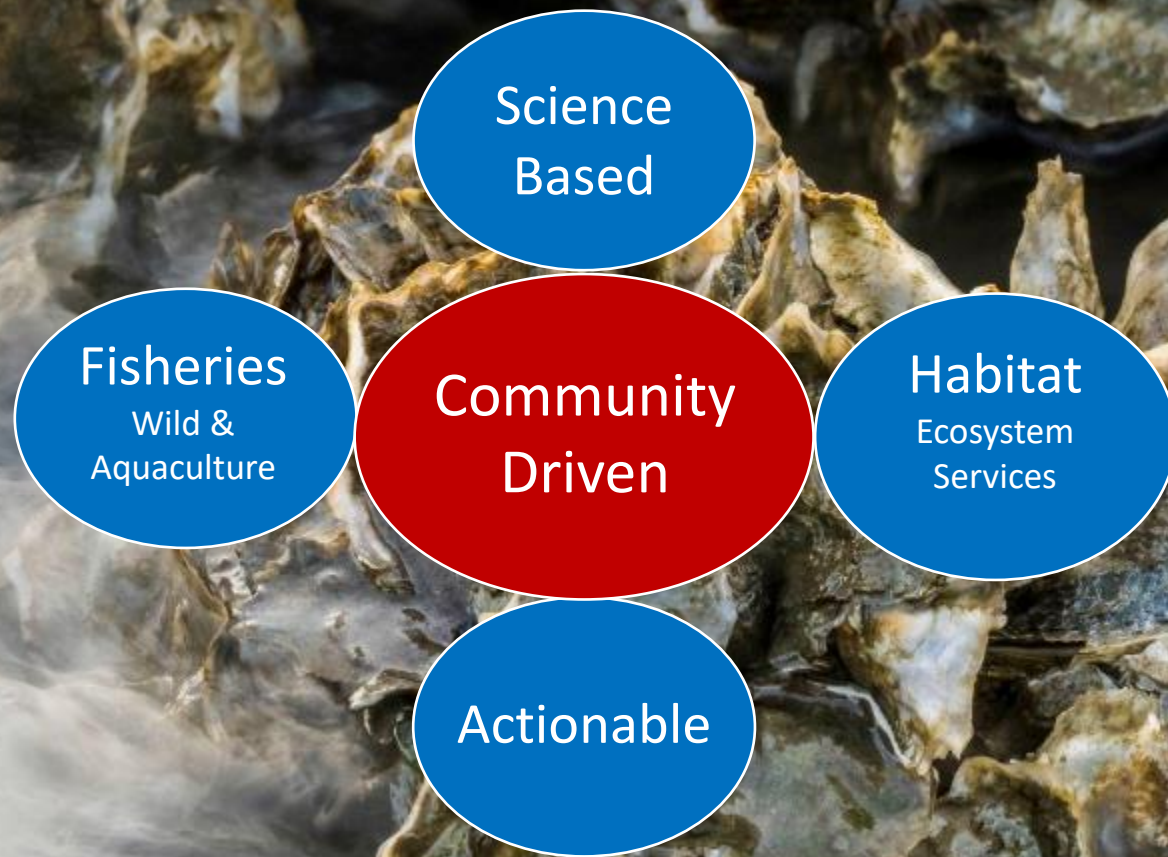 Science
Based
Fisheries
Wild &
Aquaculture
Community
Driven
Habitat
Ecosystem
Services
Actionable